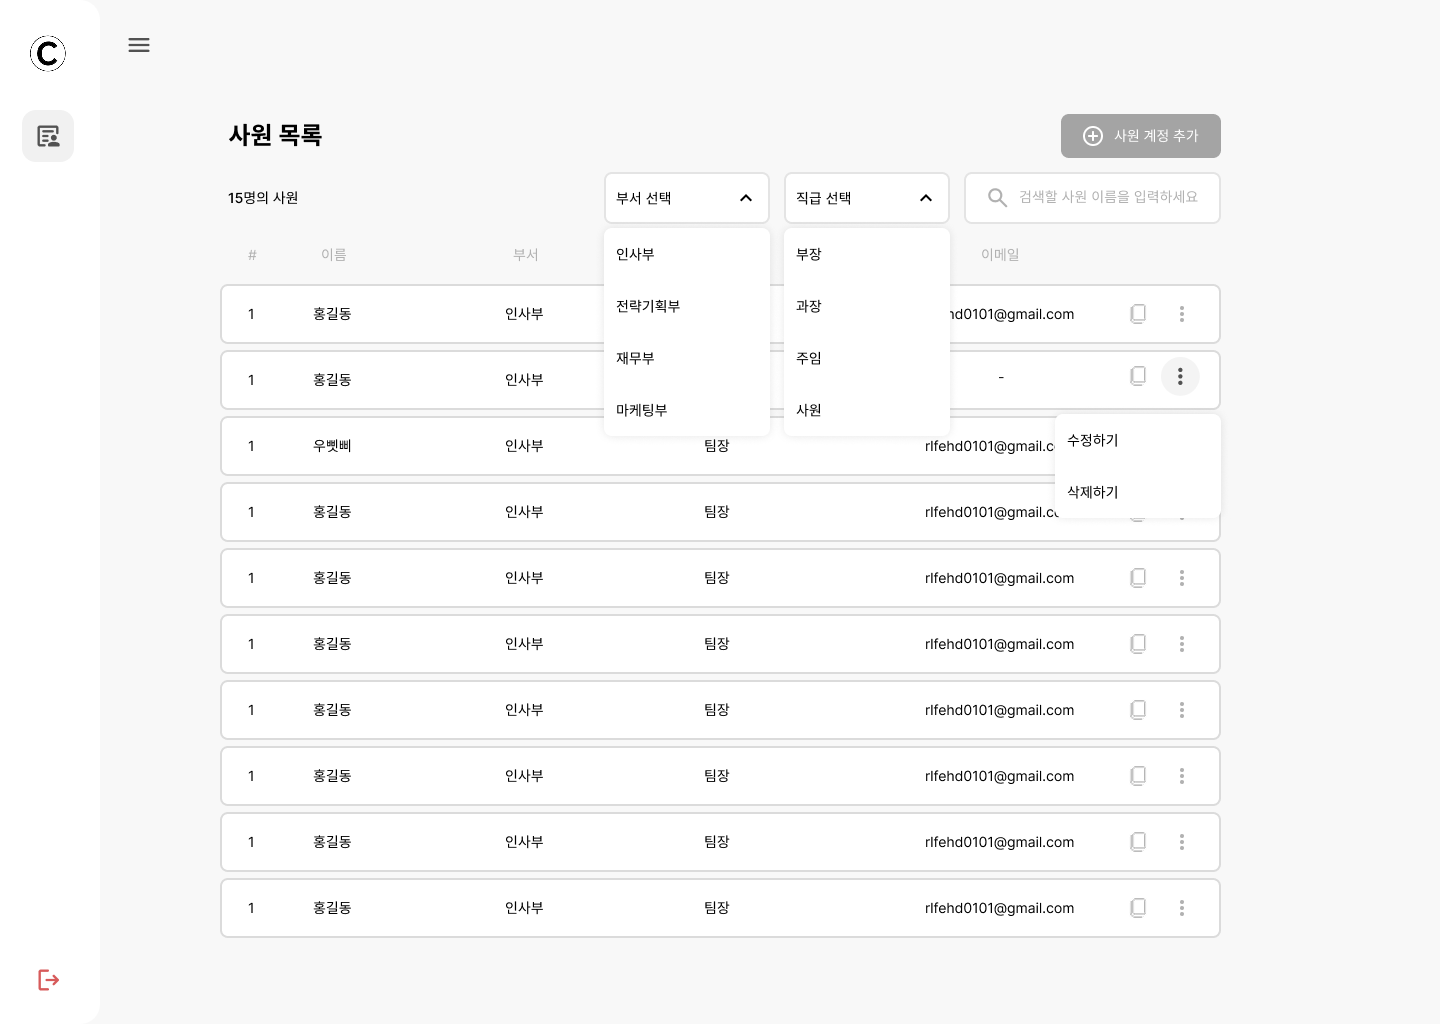 C
사원 목록
사원 계정 추가
15명의 사원
부서 선택
직급 선택
검색할 사원 이름을 입력하세요
# 이름 부서 이메일
인사부
전략기획부
재무부
마케팅부
부장
과장
주임
사원
1 홍길동 인사부 hd0101@gmail.com
1 홍길동 인사부 -
수정하기
삭제하기
1 우삣삐 인사부 팀장 rlfehd0101@gmail.c
1 홍길동 인사부 팀장 rlfehd0101@gmail.c
1 홍길동 인사부 팀장 rlfehd0101@gmail.com
1 홍길동 인사부 팀장 rlfehd0101@gmail.com
1 홍길동 인사부 팀장 rlfehd0101@gmail.com
1 홍길동 인사부 팀장 rlfehd0101@gmail.com
1 홍길동 인사부 팀장 rlfehd0101@gmail.com
1 홍길동 인사부 팀장 rlfehd0101@gmail.com